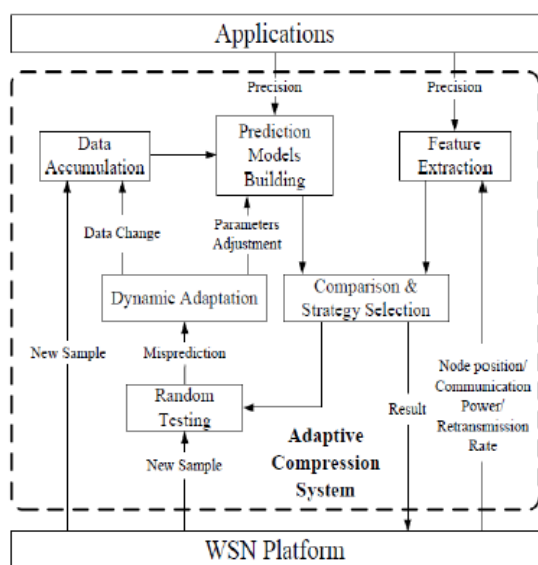 Applications
Precision
Precision
Data
Accumulation
Prediction
Models
Building
Feature
Extraction
Data Change
Parameters
Adjustment
Dynamic Adaptation
Comparison &
Strategy Selection
New Sample
Misprediction
Node position/
Communication
Power/
Retransmission
Rate
Random
Testing
Result
Adaptive
Compression
System
New Sample
WSN Platform